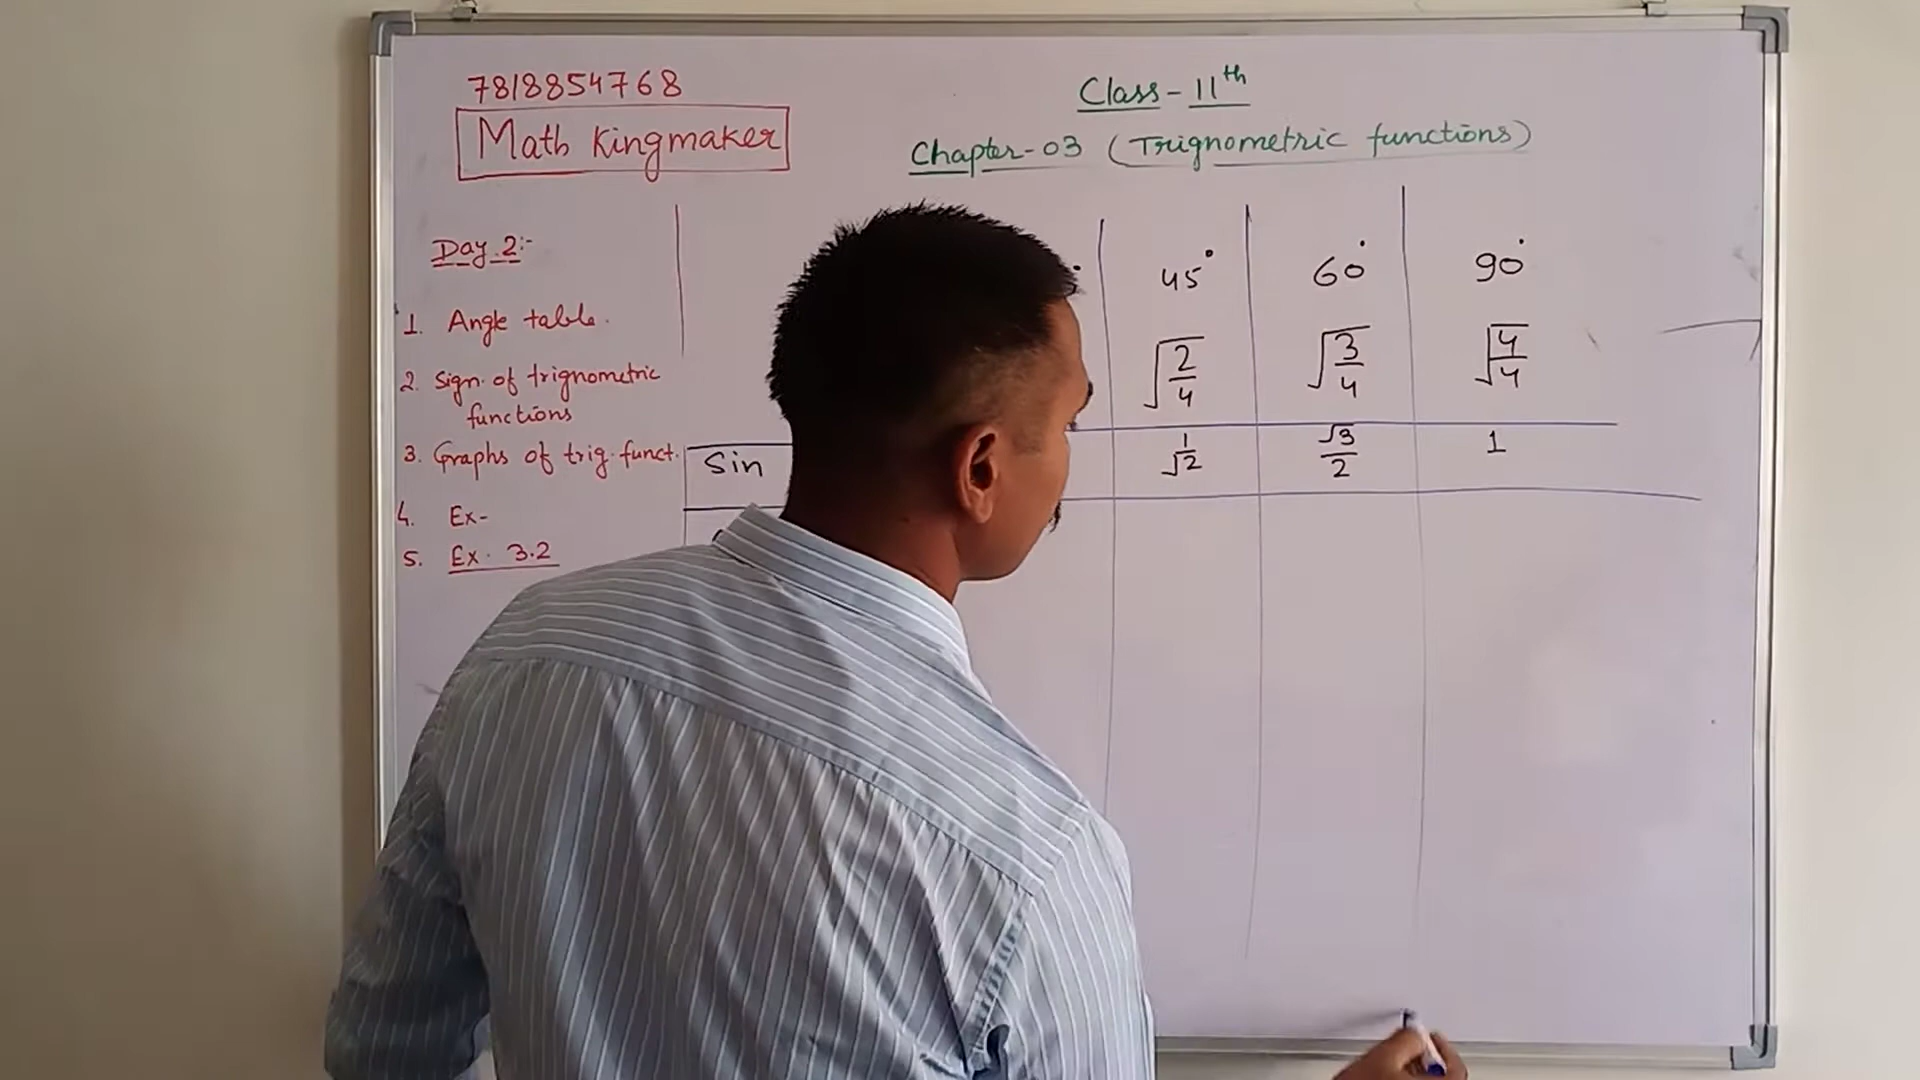 7818854768
Math Kingmaker
Class - 11th
Chapter-03 (Trignometric functions)
Day 2:-
1. Angle table.
2. Sign of trignometric
functions
3. Graphs of trig. funct.
4. Ex-
5. Ex. 3.2
45° 60° 90°
√(2/4) √(3/4) √(4/4)
Sin 1/√2 √3/2 1